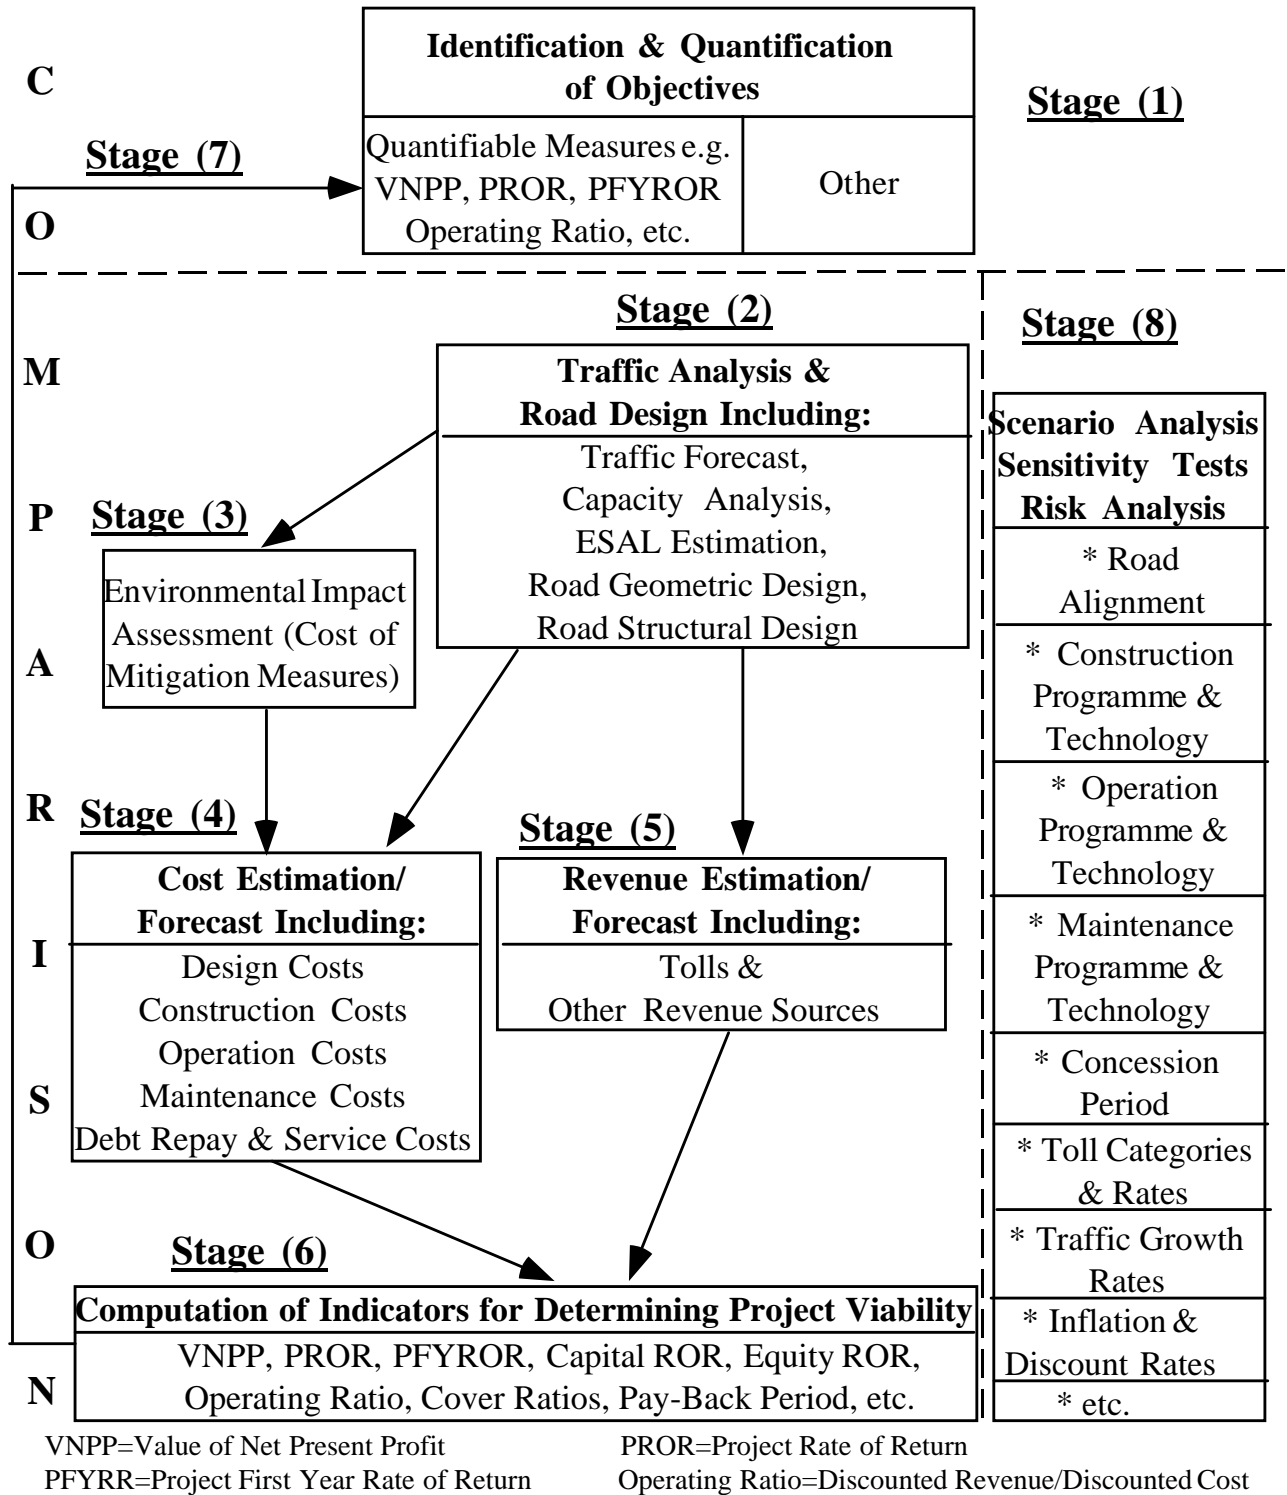 Identification & Quantification
of Objectives
Stage (1)
Quantifiable Measures e.g.
VNPP, PROR, PFYROR
Operating Ratio, etc.
Other
Stage (7)
C
O
M
P
A
R
I
S
O
N
Stage (2)
Traffic Analysis &
Road Design Including:
Traffic Forecast,
Capacity Analysis,
ESAL Estimation,
Road Geometric Design,
Road Structural Design
Stage (3)
Environmental Impact
Assessment (Cost of
Mitigation Measures)
Stage (4)
Cost Estimation/
Forecast Including:
Design Costs
Construction Costs
Operation Costs
Maintenance Costs
Debt Repay & Service Costs
Stage (5)
Revenue Estimation/
Forecast Including:
Tolls &
Other Revenue Sources
Stage (6)
Computation of Indicators for Determining Project Viability
VNPP, PROR, PFYROR, Capital ROR, Equity ROR,
Operating Ratio, Cover Ratios, Pay-Back Period, etc.
Stage (8)
Scenario Analysis
Sensitivity Tests
Risk Analysis
* Road
Alignment
* Construction
Programme &
Technology
* Operation
Programme &
Technology
* Maintenance
Programme &
Technology
* Concession
Period
* Toll Categories
& Rates
* Traffic Growth
Rates
* Inflation &
Discount Rates
* etc.
VNPP=Value of Net Present Profit
PROR=Project Rate of Return
PFYRR=Project First Year Rate of Return
Operating Ratio=Discounted Revenue/Discounted Cost